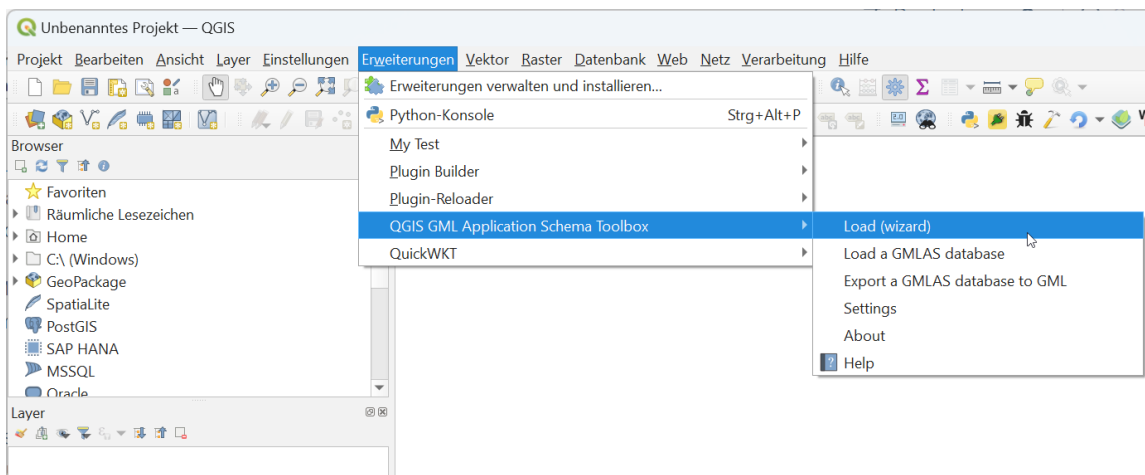 Unbenanntes Projekt — QGIS
Projekt Bearbeiten Ansicht Layer Einstellungen Erweiterungen Vektor Raster Datenbank Web Netz Verarbeitung Hilfe
Erweiterungen verwalten und installieren...
Python-Konsole Strg+Alt+P
My Test
Plugin Builder
Plugin-Reloader
QGIS GML Application Schema Toolbox
QuickWKT
Load (wizard)
Load a GMLAS database
Export a GMLAS database to GML
Settings
About
Help
Browser
Favoriten
Räumliche Lesezeichen
Home
C:\ (Windows)
GeoPackage
SpatiaLite
PostGIS
SAP HANA
MSSQL
Oracle
Layer